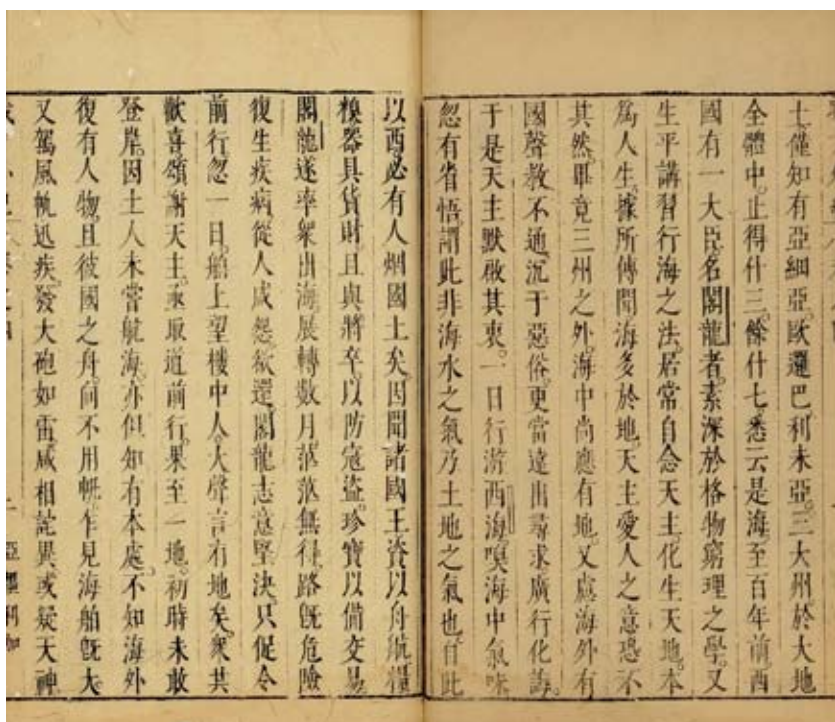 士僅知有亞細亞。歐邏巴。利未亞。三大州。於大地
全體中。止得什三。餘什七。悉云是海。至百年前。西
國有一大臣。名閣龍者。素深於格物窮理之學。又
生平講習行海之法。居常自念天主。化生天地。本
為人生。據所傳聞。海多於地。天主愛人之意。恐不
其然。畢竟三州之外。海中尚應有地。又慮海外有
國。聲教不通。沉于惡俗。更當遠出尋求。廣行化誨。
于是天主默啟其衷。一日行游西海。嗅海中氣味。
忽有省悟。謂此非海水之氣。乃土地之氣也。自此
以西。必有人烟國土矣。因聞諸國王。資以舟航糧
糗器具貨財。且與將卒。以防寇盜。珍寶以備交易。
閣龍遂率衆出海。展轉數月。茫茫無得。路旣危險。
復生疾病。從人咸怨欲還。閣龍志意堅決。只促令
前行。忽一日。舶上望樓中人。大聲言有地矣。衆共
歡喜。頌謝天主。亟取道前行。果至一地。初時未敢
登岸。因土人未嘗航海。亦但知有本處。不知海外
復有人物。且彼國之舟。向不用帆。乍見海舶旣大。
又駕風帆迅疾。發大砲如雷。咸相詫異。或疑天神
亞墨利加